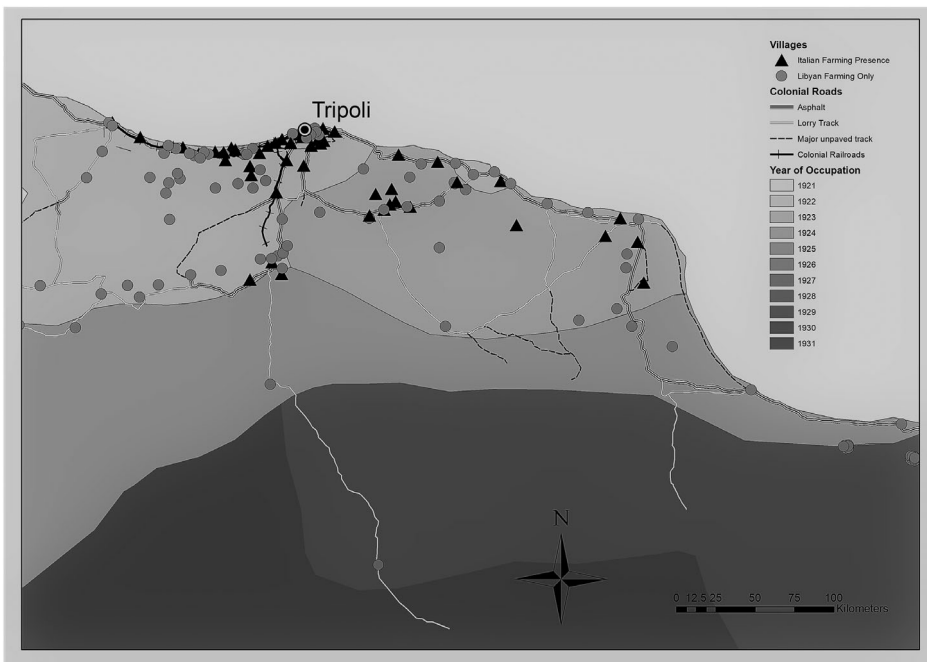 Tripoli
Villages
Italian Farming Presence
Libyan Farming Only
Colonial Roads
Asphalt
Lorry Track
Major unpaved track
Colonial Railroads
Year of Occupation
1921
1922
1923
1924
1925
1926
1927
1928
1929
1930
1931
N
0 12.5 25 50 75 100
Kilometers